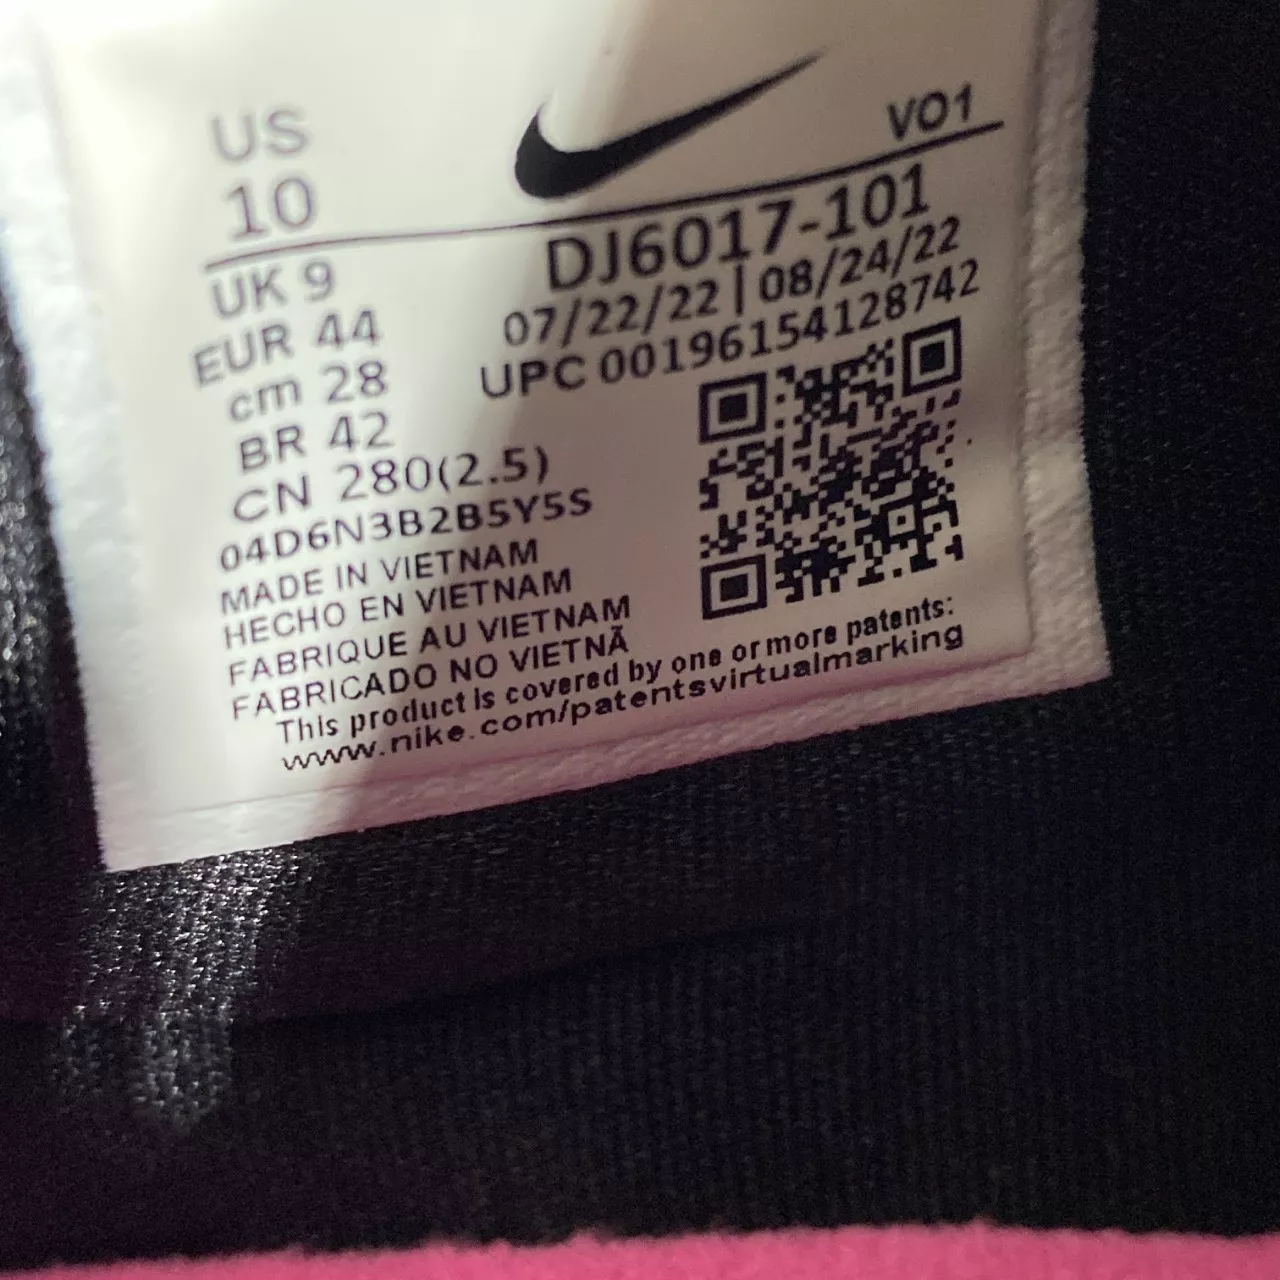 US
10
VO1
UK 9
EUR 44
cm 28
BR 42
CN 280(2.5)
DJ6017-101
07/22/22 | 08/24/22
UPC 00196154128742
04D6N3B2B5Y5S
MADE IN VIETNAM
HECHO EN VIETNAM
FABRIQUE AU VIETNAM
FABRICADO NO VIETNÃ
This product is covered by one or more patents:
www.nike.com/patentsvirtualmarking